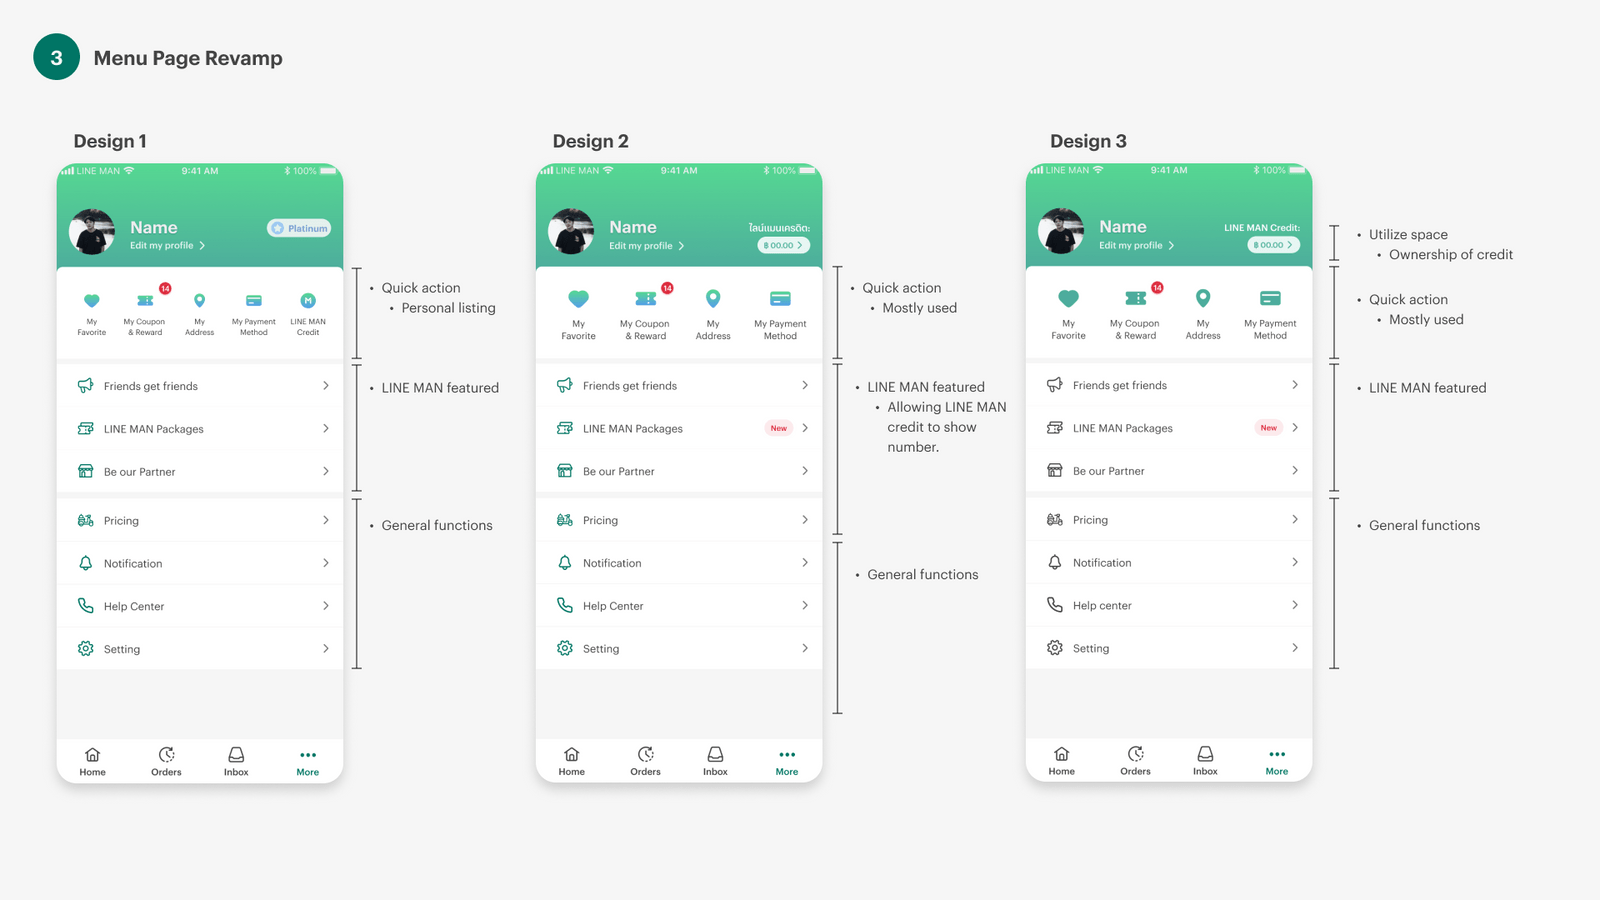 3
Menu Page Revamp
Design 1
LINE MAN
9:41 AM
100%
Name
Platinum
Edit my profile
14
My
Favorite
My Coupon
& Reward
My
Address
My Payment
Method
LINE MAN
Credit
Friends get friends
LINE MAN Packages
Be our Partner
Pricing
Notification
Help Center
Setting
Home
Orders
Inbox
More
• Quick action
• Personal listing
• LINE MAN featured
• General functions
Design 2
LINE MAN
9:41 AM
100%
Name
ไลน์แมนเครดิต:
Edit my profile
฿ 00.00
14
My
Favorite
My Coupon
& Reward
My
Address
My Payment
Method
Friends get friends
LINE MAN Packages
New
Be our Partner
Pricing
Notification
Help Center
Setting
Home
Orders
Inbox
More
• Quick action
• Mostly used
• LINE MAN featured
• Allowing LINE MAN
credit to show
number.
• General functions
Design 3
LINE MAN
9:41 AM
100%
Name
LINE MAN Credit:
Edit my profile
฿ 00.00
14
My
Favorite
My Coupon
& Reward
My
Address
My Payment
Method
Friends get friends
LINE MAN Packages
New
Be our Partner
Pricing
Notification
Help center
Setting
Home
Orders
Inbox
More
• Utilize space
• Ownership of credit
• Quick action
• Mostly used
• LINE MAN featured
• General functions